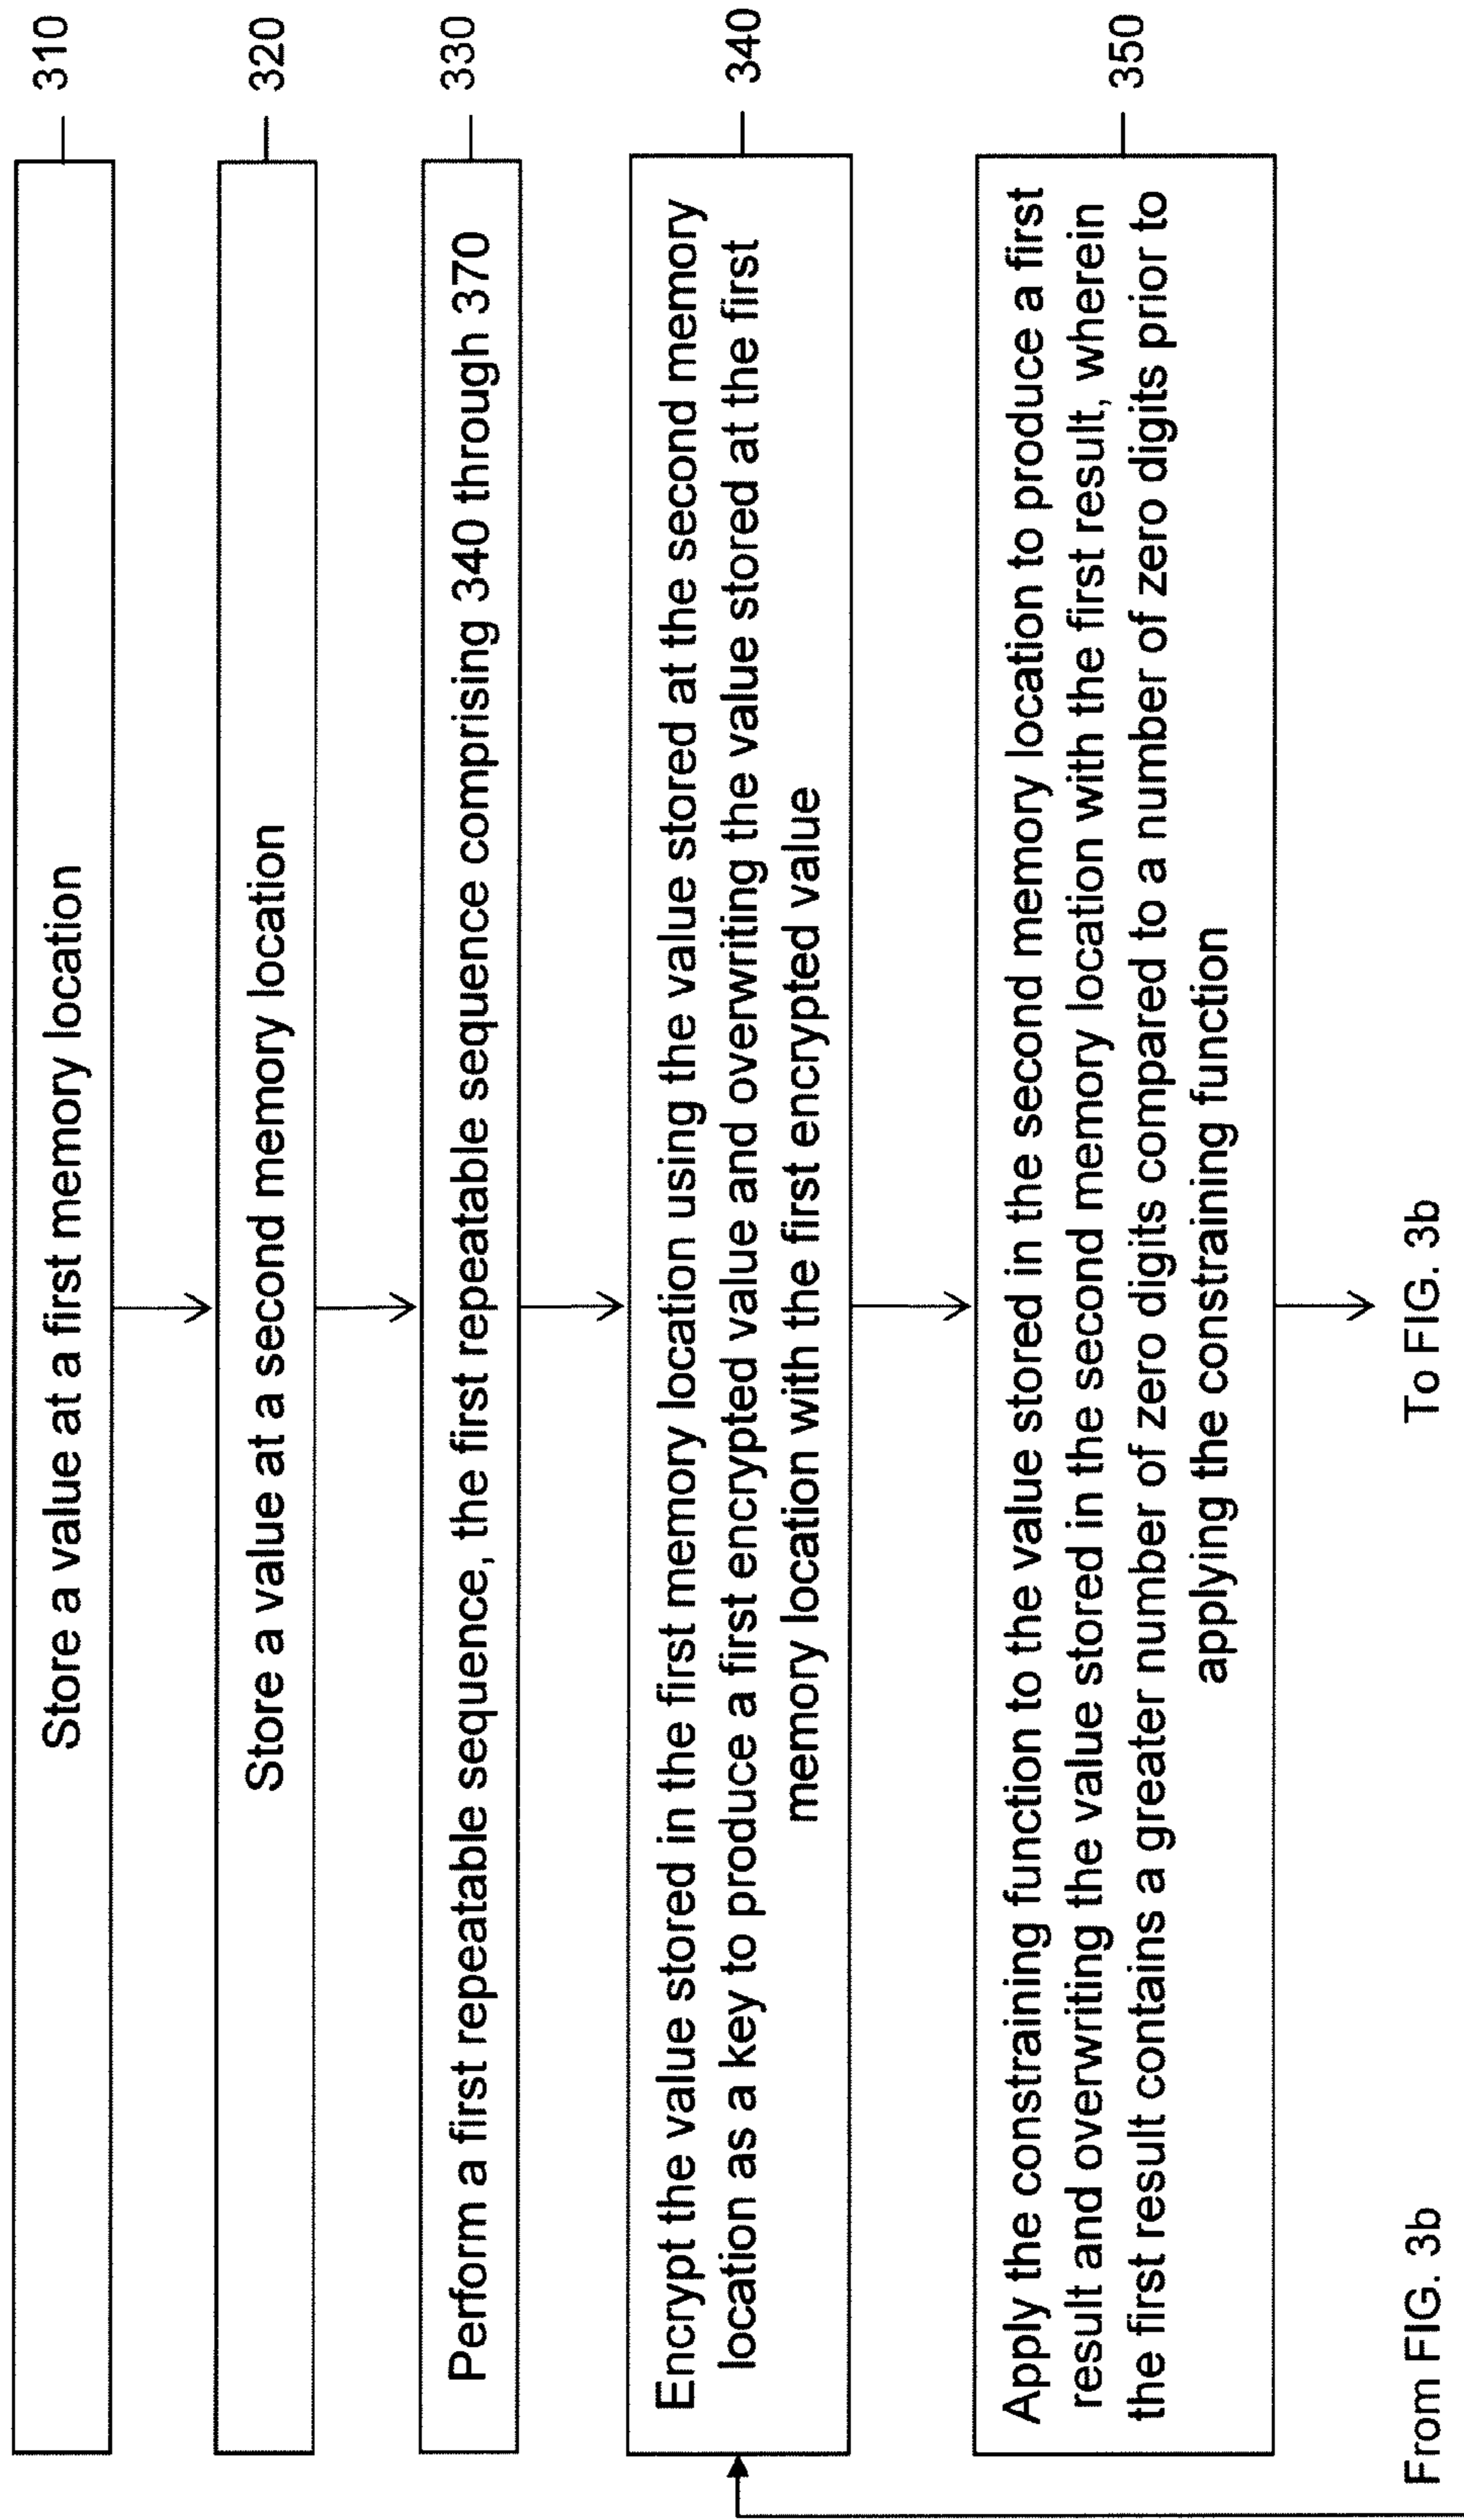 Store a value at a first memory location
310
Store a value at a second memory location
320
Perform a first repeatable sequence, the first repeatable sequence comprising 340 through 370
330
Encrypt the value stored in the first memory location using the value stored at the second memory
location as a key to produce a first encrypted value and overwriting the value stored at the first
memory location with the first encrypted value
340
Apply the constraining function to the value stored in the second memory location to produce a first
result and overwriting the value stored in the second memory location with the first result, wherein
the first result contains a greater number of zero digits compared to a number of zero digits prior to
applying the constraining function
350
From FIG. 3b
To FIG. 3b